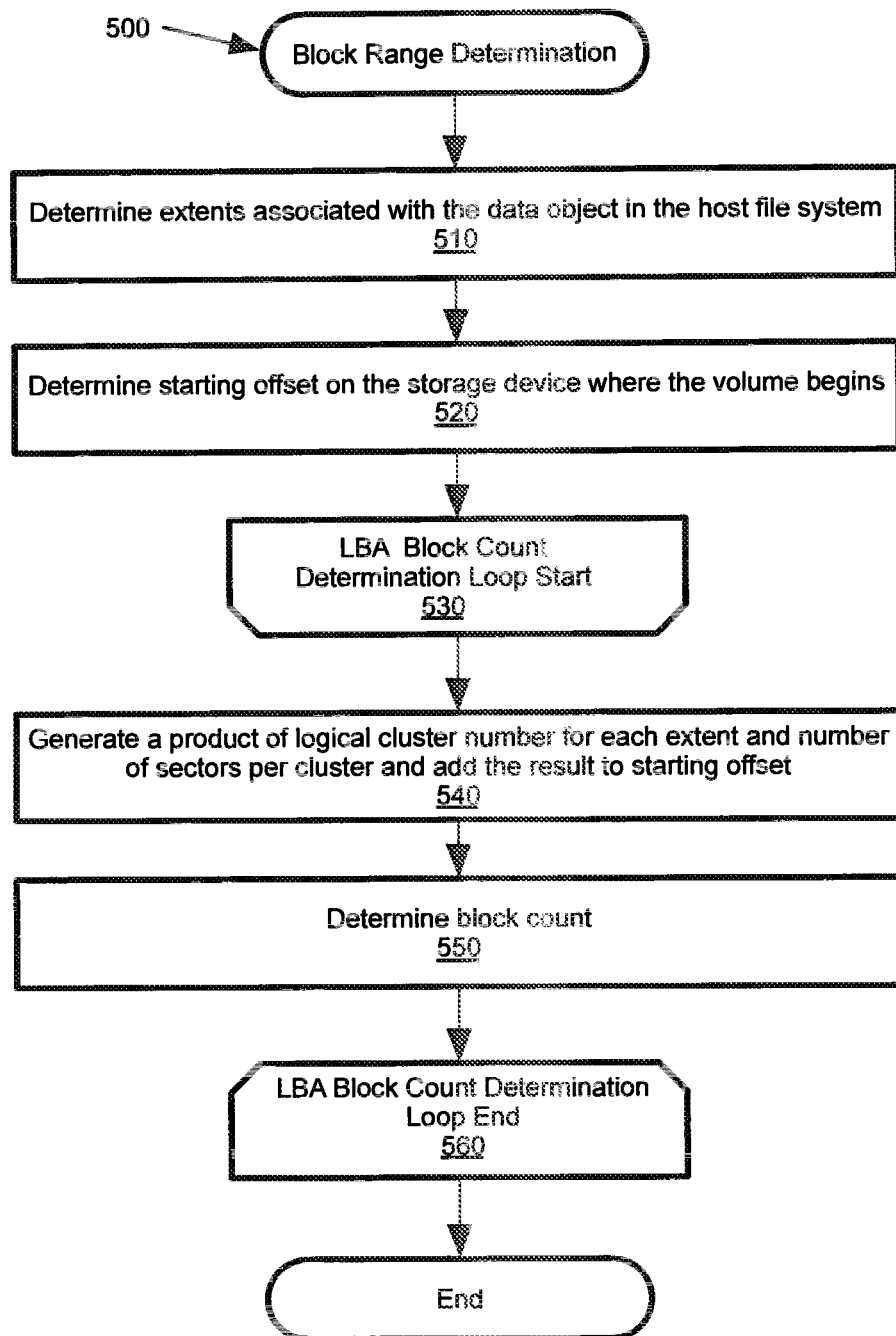 500
Block Range Determination
Determine extents associated with the data object in the host file system
510
Determine starting offset on the storage device where the volume begins
520
LBA Block Count
Determination Loop Start
530
Generate a product of logical cluster number for each extent and number
of sectors per cluster and add the result to starting offset
540
Determine block count
550
LBA Block Count Determination
Loop End
560
End